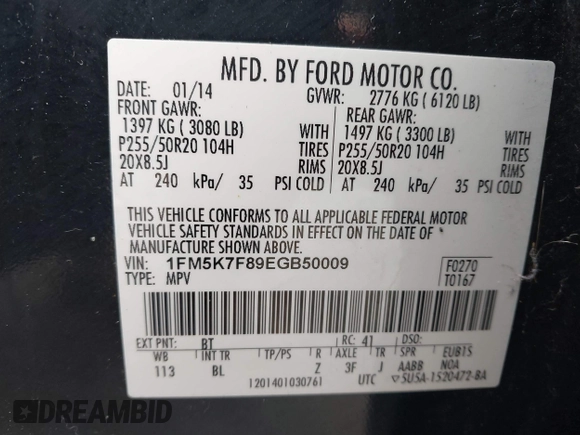 MFD. BY FORD MOTOR CO.
DATE: 01/14 GVWR: 2776 KG ( 6120 LB)
FRONT GAWR: REAR GAWR:
1397 KG ( 3080 LB) WITH 1497 KG ( 3300 LB) WITH
P255/50R20 104H TIRES P255/50R20 104H TIRES
20X8.5J RIMS 20X8.5J RIMS
AT 240 kPa/ 35 PSI COLD AT 240 kPa/ 35 PSI COLD
THIS VEHICLE CONFORMS TO ALL APPLICABLE FEDERAL MOTOR
VEHICLE SAFETY STANDARDS IN EFFECT ON THE DATE OF
MANUFACTURE SHOWN ABOVE.
VIN: 1FM5K7F89EGB50009 F0270
TYPE: MPV T0167
EXT PNT: BT RC: 41 DSO:
WB INT TR TP/PS R AXLE TR SPR EUB1S
113 BL Z 3F J AABB N0A
1201401030761 UTC ▽5USA-1520472-BA
DREAMBID